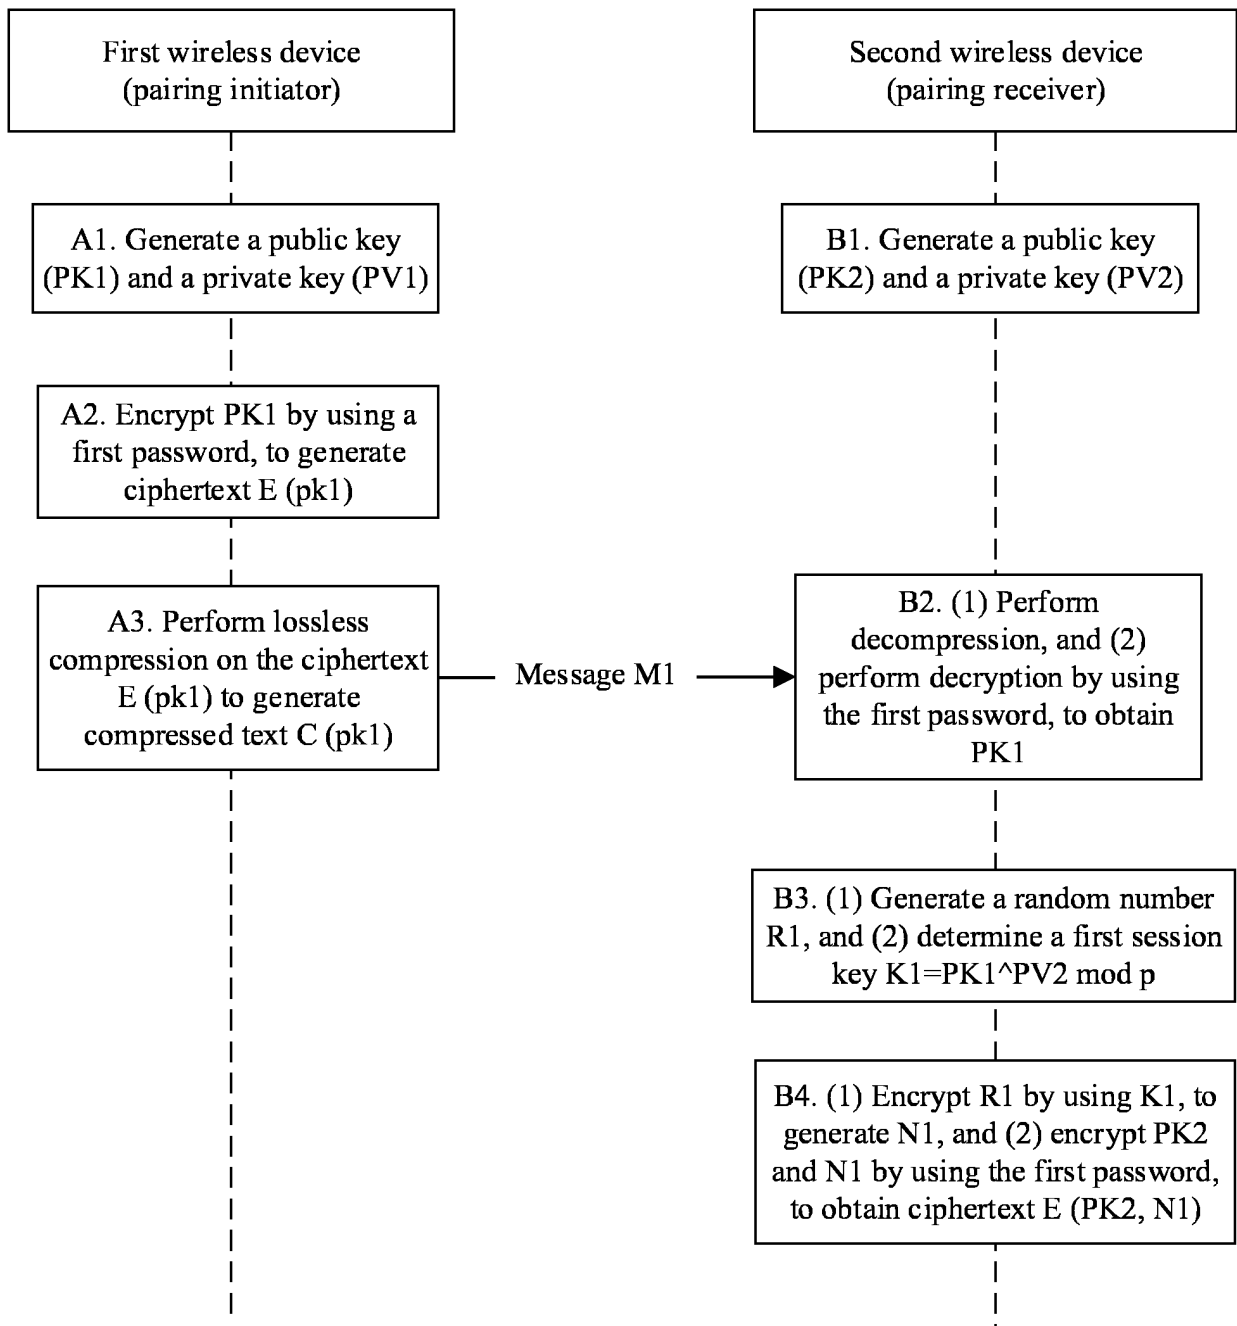 First wireless device
(pairing initiator)
Second wireless device
(pairing receiver)
A1. Generate a public key
(PK1) and a private key (PV1)
B1. Generate a public key
(PK2) and a private key (PV2)
A2. Encrypt PK1 by using a
first password, to generate
ciphertext E (pk1)
A3. Perform lossless
compression on the ciphertext
E (pk1) to generate
compressed text C (pk1)
Message M1
B2. (1) Perform
decompression, and (2)
perform decryption by using
the first password, to obtain
PK1
B3. (1) Generate a random number
R1, and (2) determine a first session
key K1=PK1^PV2 mod p
B4. (1) Encrypt R1 by using K1, to
generate N1, and (2) encrypt PK2
and N1 by using the first password,
to obtain ciphertext E (PK2, N1)